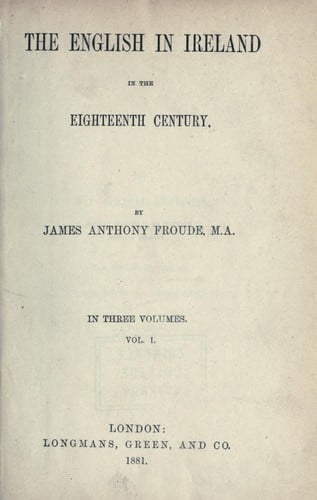 THE ENGLISH IN IRELAND
IN THE
EIGHTEENTH CENTURY.
BY
JAMES ANTHONY FROUDE, M.A.
IN THREE VOLUMES.
VOL. I.
LONDON:
LONGMANS, GREEN, AND CO.
1881.